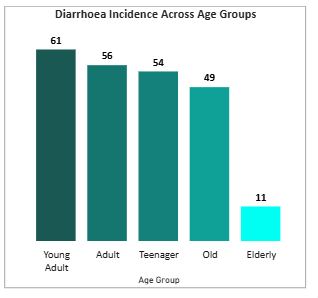 Diarrhoea Incidence Across Age Groups
61
56
54
49
11
Young
Adult
Adult
Teenager
Old
Elderly
Age Group